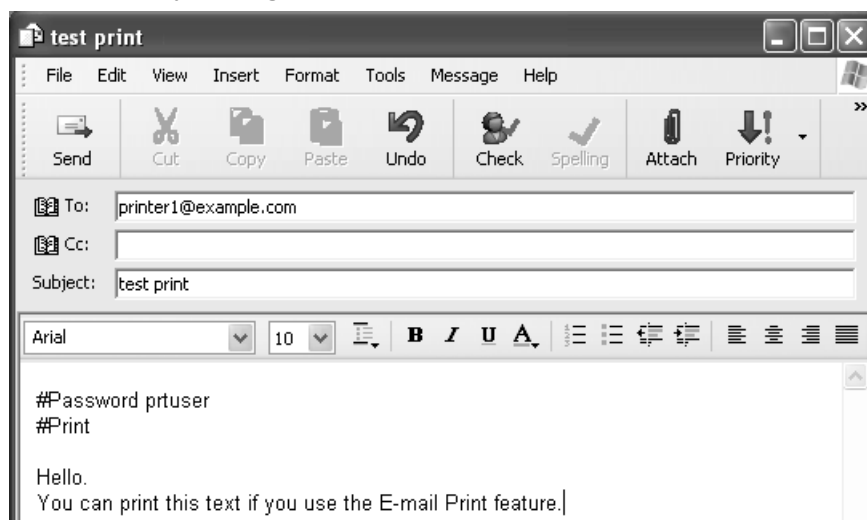 test print
File Edit View Insert Format Tools Message Help
Send Cut Copy Paste Undo Check Spelling Attach Priority »
To: printer1@example.com
Cc:
Subject: test print
Arial 10 B I U A
#Password prtuser
#Print
Hello.
You can print this text if you use the E-mail Print feature.